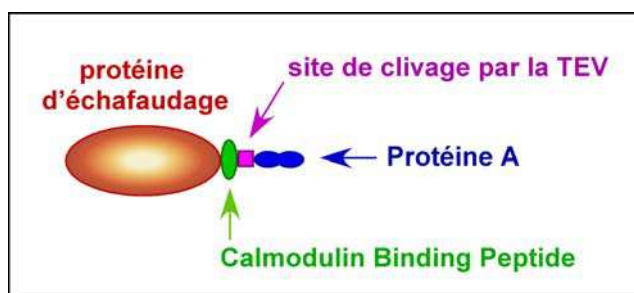 protéine
d'échafaudage
site de clivage par la TEV
Protéine A
Calmodulin Binding Peptide